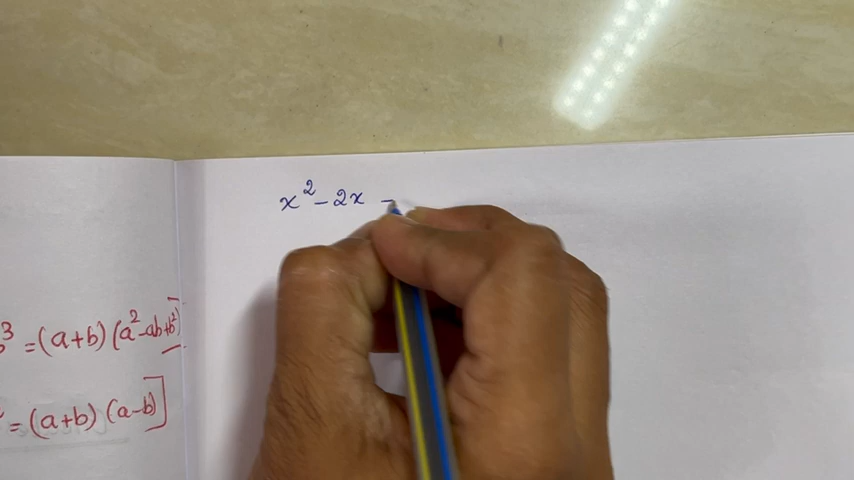 x² - 2x -
³ = (a+b) (a² - ab + b²)]
= (a+b) (a-b)]